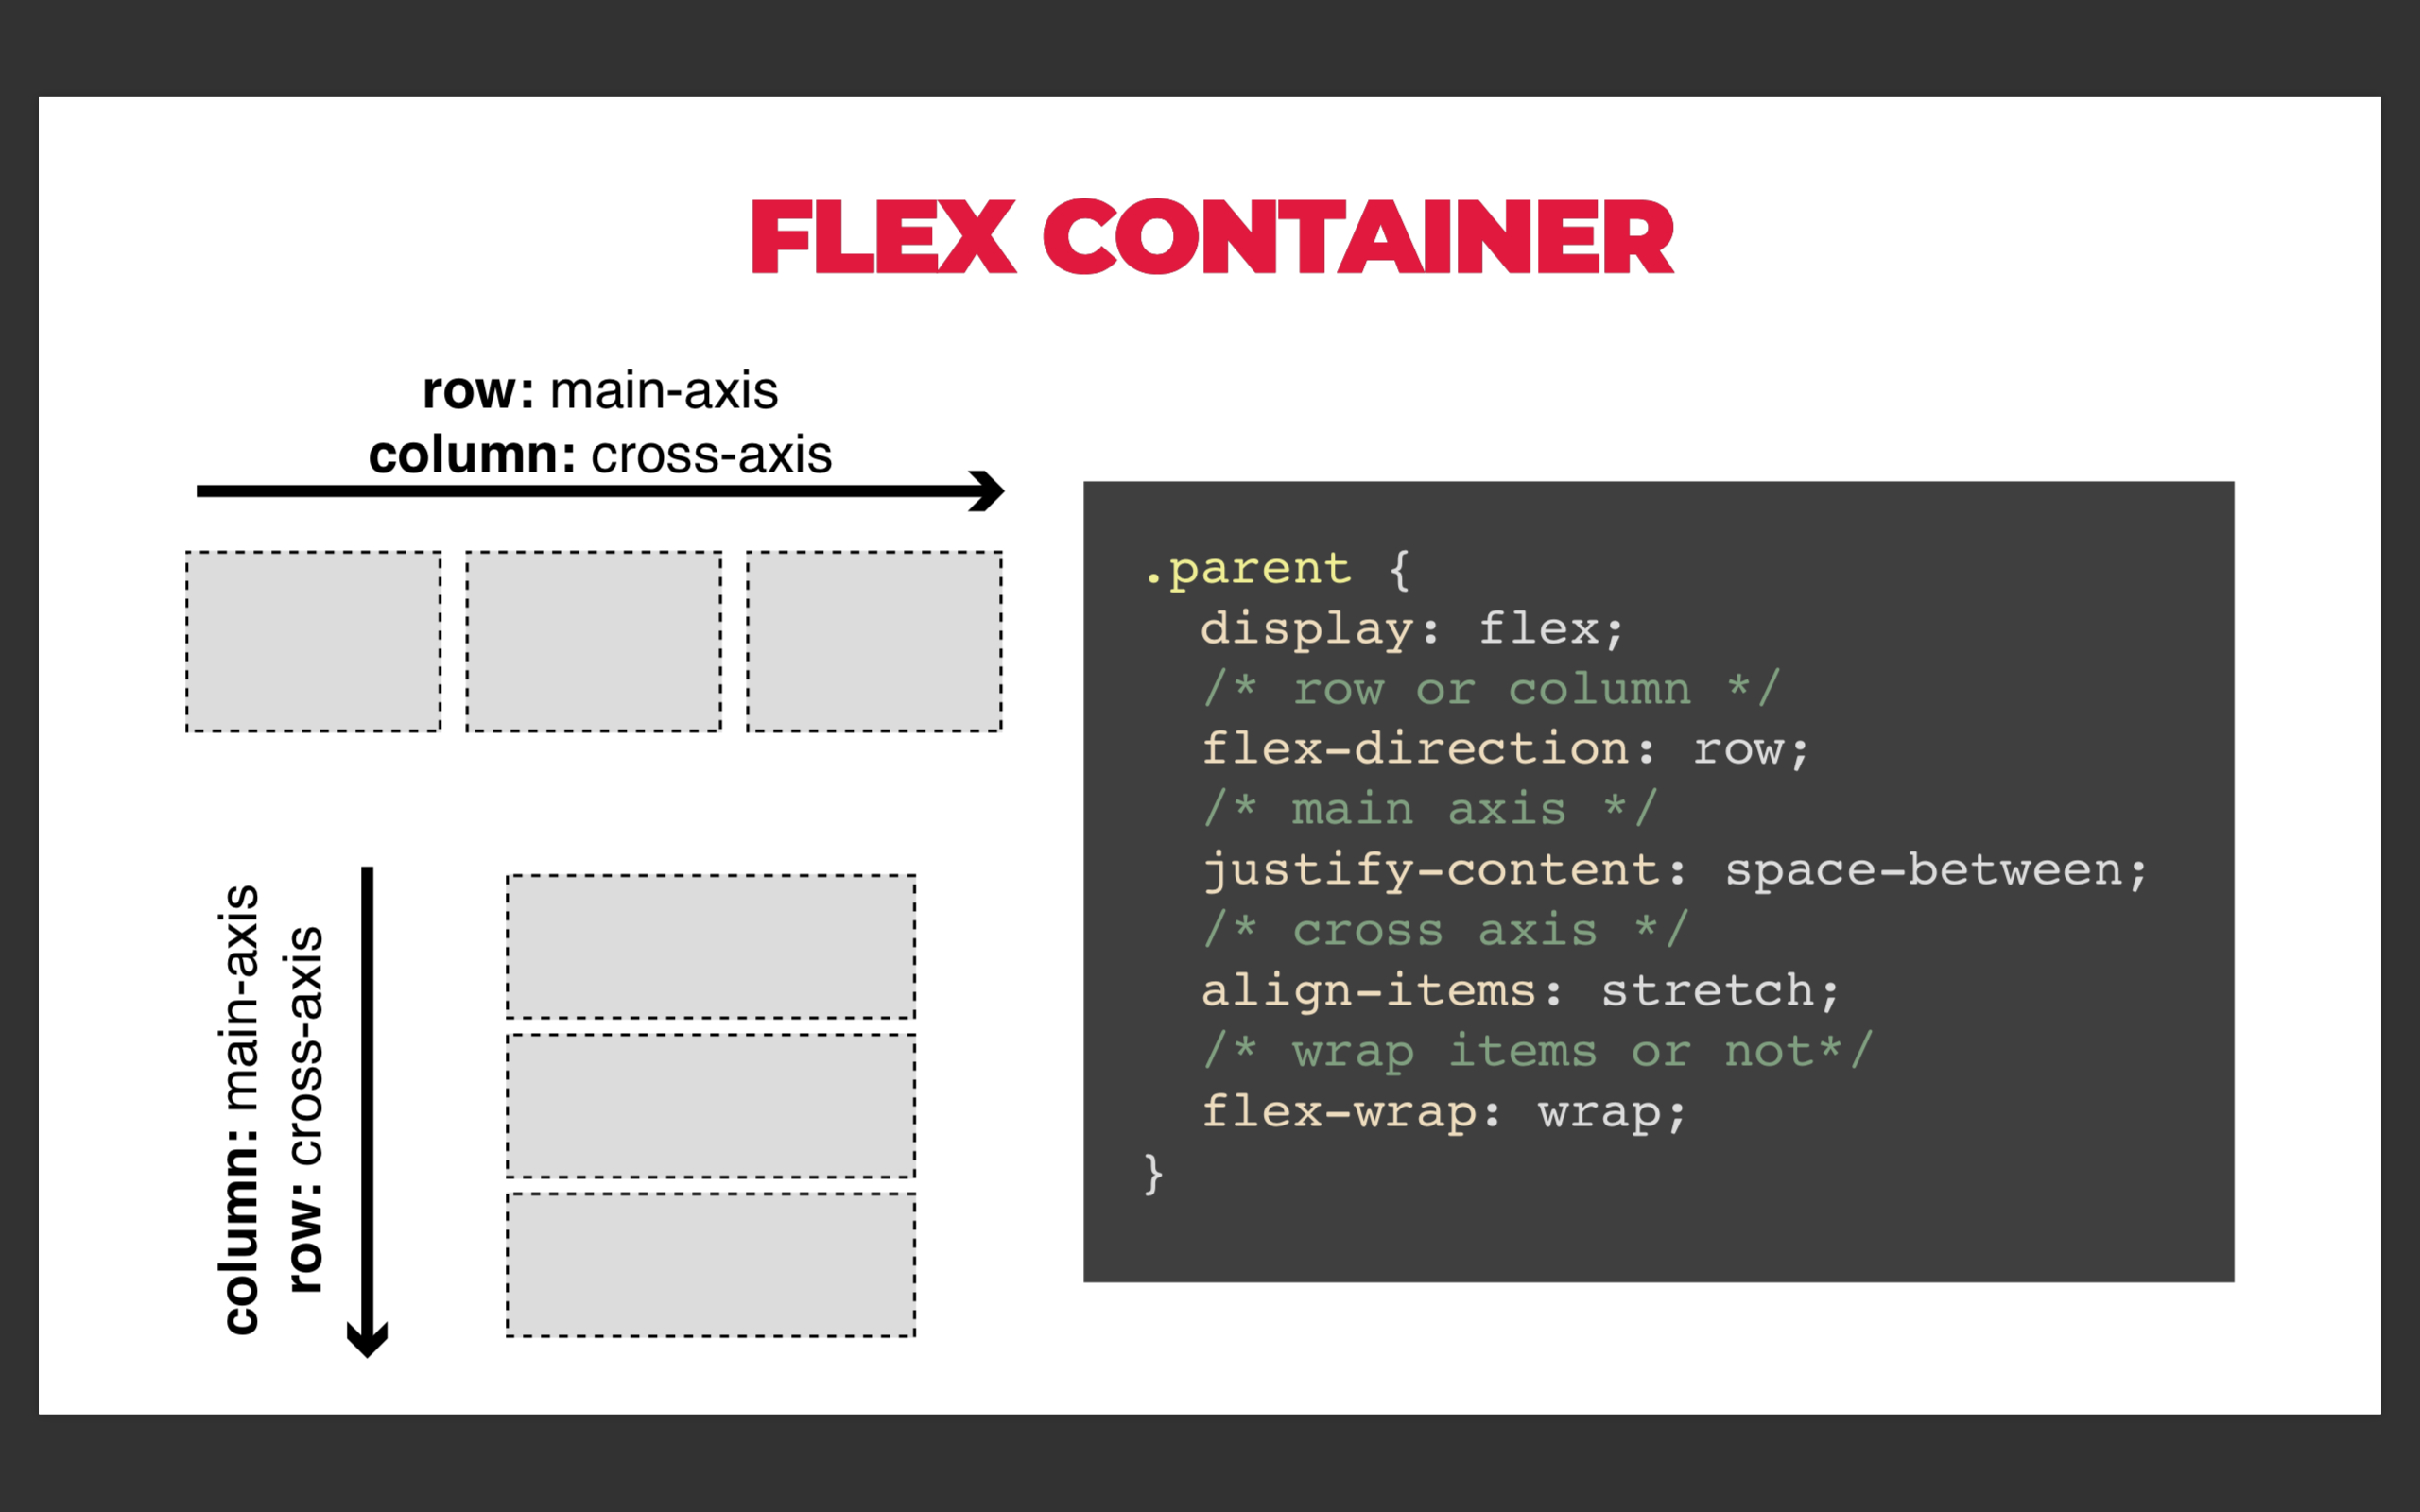 FLEX CONTAINER
row: main-axis
column: cross-axis
column: main-axis
row: cross-axis
.parent {
display: flex;
/* row or column */
flex-direction: row;
/* main axis */
justify-content: space-between;
/* cross axis */
align-items: stretch;
/* wrap items or not*/
flex-wrap: wrap;
}